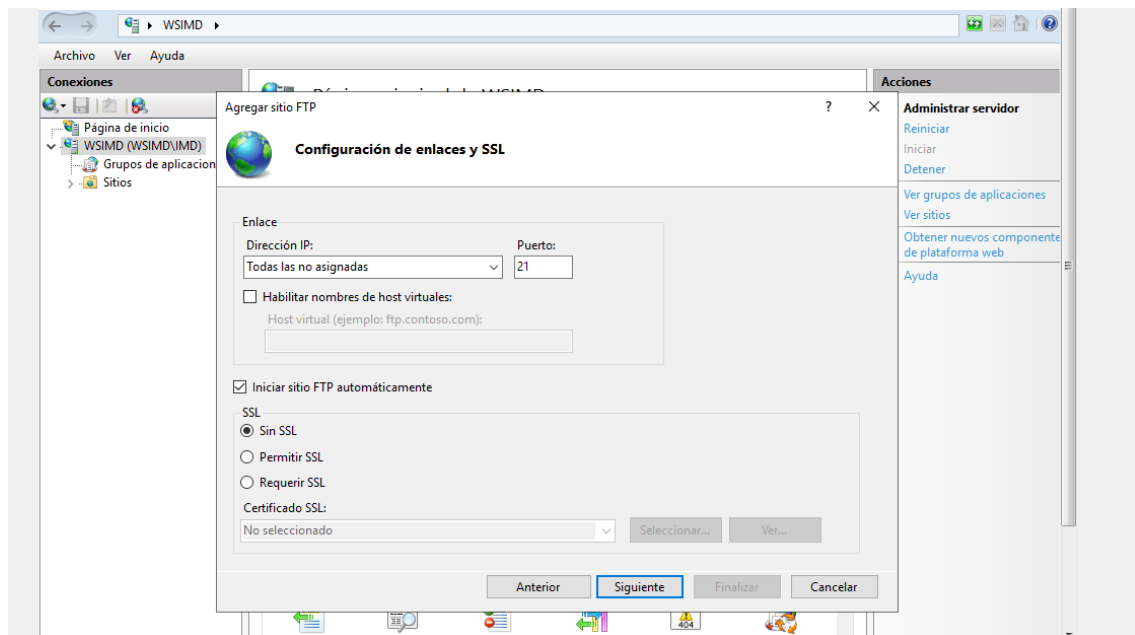 WSIMD
Archivo Ver Ayuda
Conexiones
Página de inicio
WSIMD (WSIMD\IMD)
Grupos de aplicacion
Sitios
Agregar sitio FTP
?
Configuración de enlaces y SSL
Enlace
Dirección IP:
Puerto:
Todas las no asignadas
21
Habilitar nombres de host virtuales:
Host virtual (ejemplo: ftp.contoso.com):
Iniciar sitio FTP automáticamente
SSL
Sin SSL
Permitir SSL
Requerir SSL
Certificado SSL:
No seleccionado
Seleccionar...
Ver...
Anterior
Siguiente
Finalizar
Cancelar
404
Acciones
Administrar servidor
Reiniciar
Iniciar
Detener
Ver grupos de aplicaciones
Ver sitios
Obtener nuevos componente
de plataforma web
Ayuda